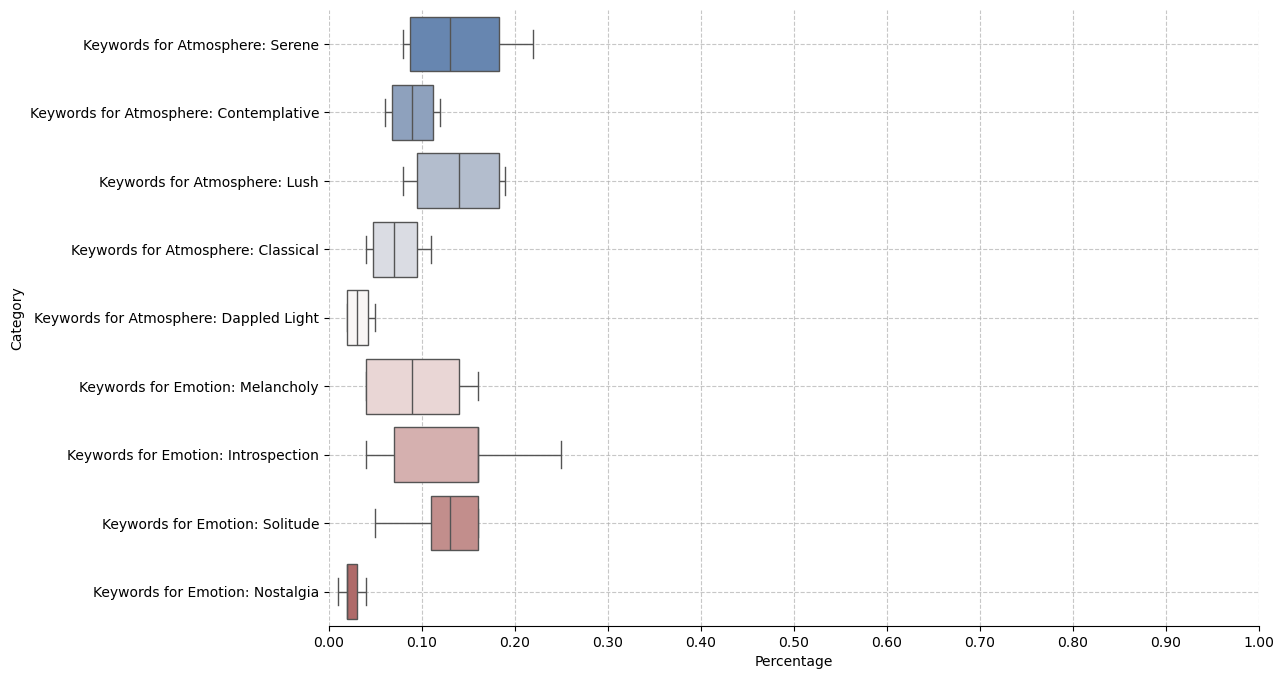 Category
Keywords for Atmosphere: Serene
Keywords for Atmosphere: Contemplative
Keywords for Atmosphere: Lush
Keywords for Atmosphere: Classical
Keywords for Atmosphere: Dappled Light
Keywords for Emotion: Melancholy
Keywords for Emotion: Introspection
Keywords for Emotion: Solitude
Keywords for Emotion: Nostalgia
0.00 0.10 0.20 0.30 0.40 0.50 0.60 0.70 0.80 0.90 1.00
Percentage